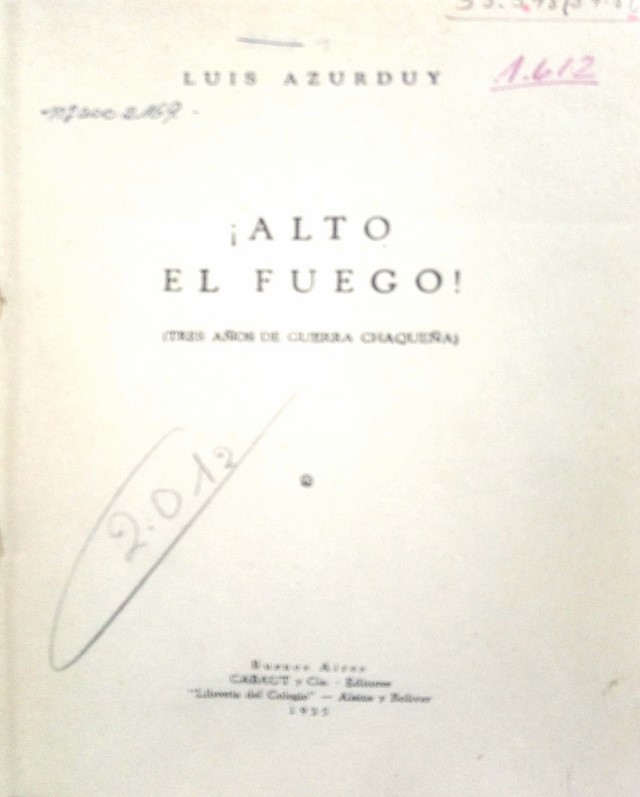 LUIS AZURDUY
1.612
¡ALTO
EL FUEGO!
(TRES AÑOS DE GUERRA CHAQUEÑA)
2.012
Buenos Aires
CABAUT y Cía. - Editores
"Librería del Colegio" — Alsina y Bolívar
1935